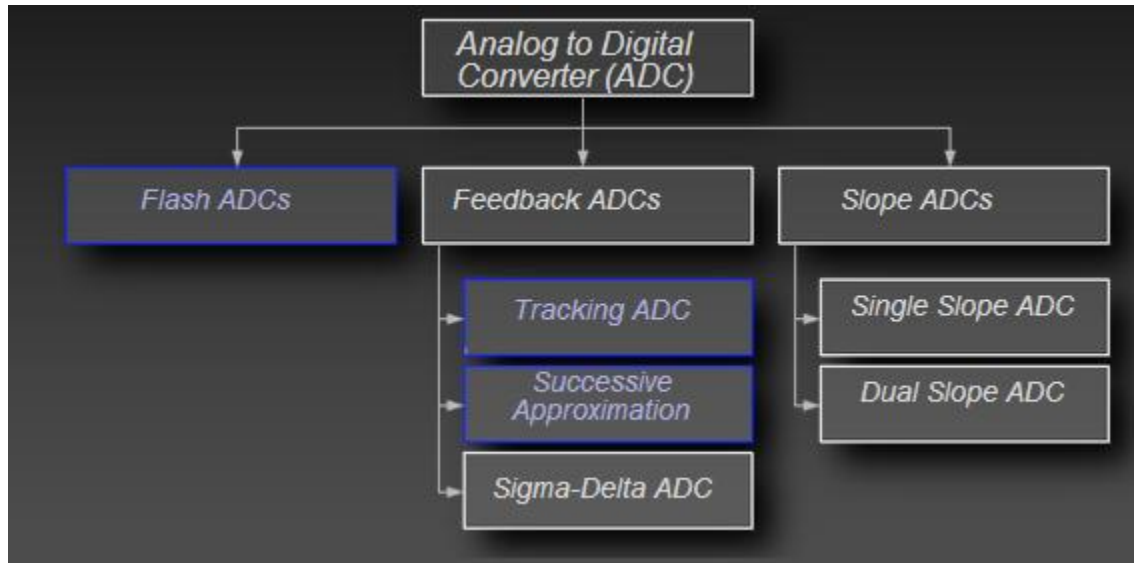 Analog to Digital
Converter (ADC)
Flash ADCs
Feedback ADCs
Slope ADCs
Tracking ADC
Successive
Approximation
Sigma-Delta ADC
Single Slope ADC
Dual Slope ADC